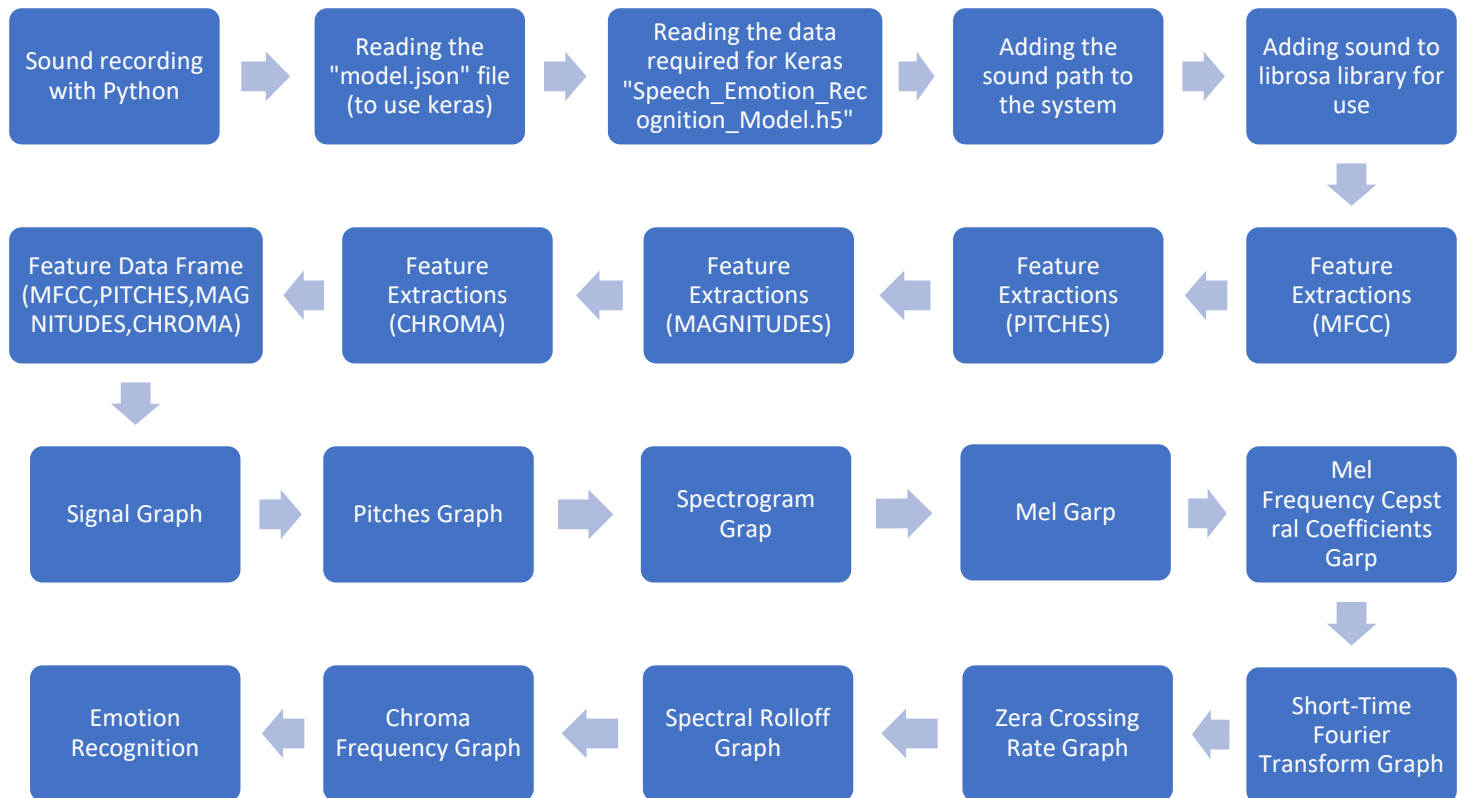 Sound recording
with Python
Reading the
"model.json" file
(to use keras)
Reading the data
required for Keras
"Speech_Emotion_Rec
ognition_Model.h5"
Adding the
sound path to
the system
Adding sound to
librosa library for
use
Feature
Extractions
(MFCC)
Feature
Extractions
(PITCHES)
Feature
Extractions
(MAGNITUDES)
Feature
Extractions
(CHROMA)
Feature Data Frame
(MFCC,PITCHES,MAG
NITUDES,CHROMA)
Signal Graph
Pitches Graph
Spectrogram
Grap
Mel Garp
Mel
Frequency Cepst
ral Coefficients
Garp
Short-Time
Fourier
Transform Graph
Zera Crossing
Rate Graph
Spectral Rolloff
Graph
Chroma
Frequency Graph
Emotion
Recognition